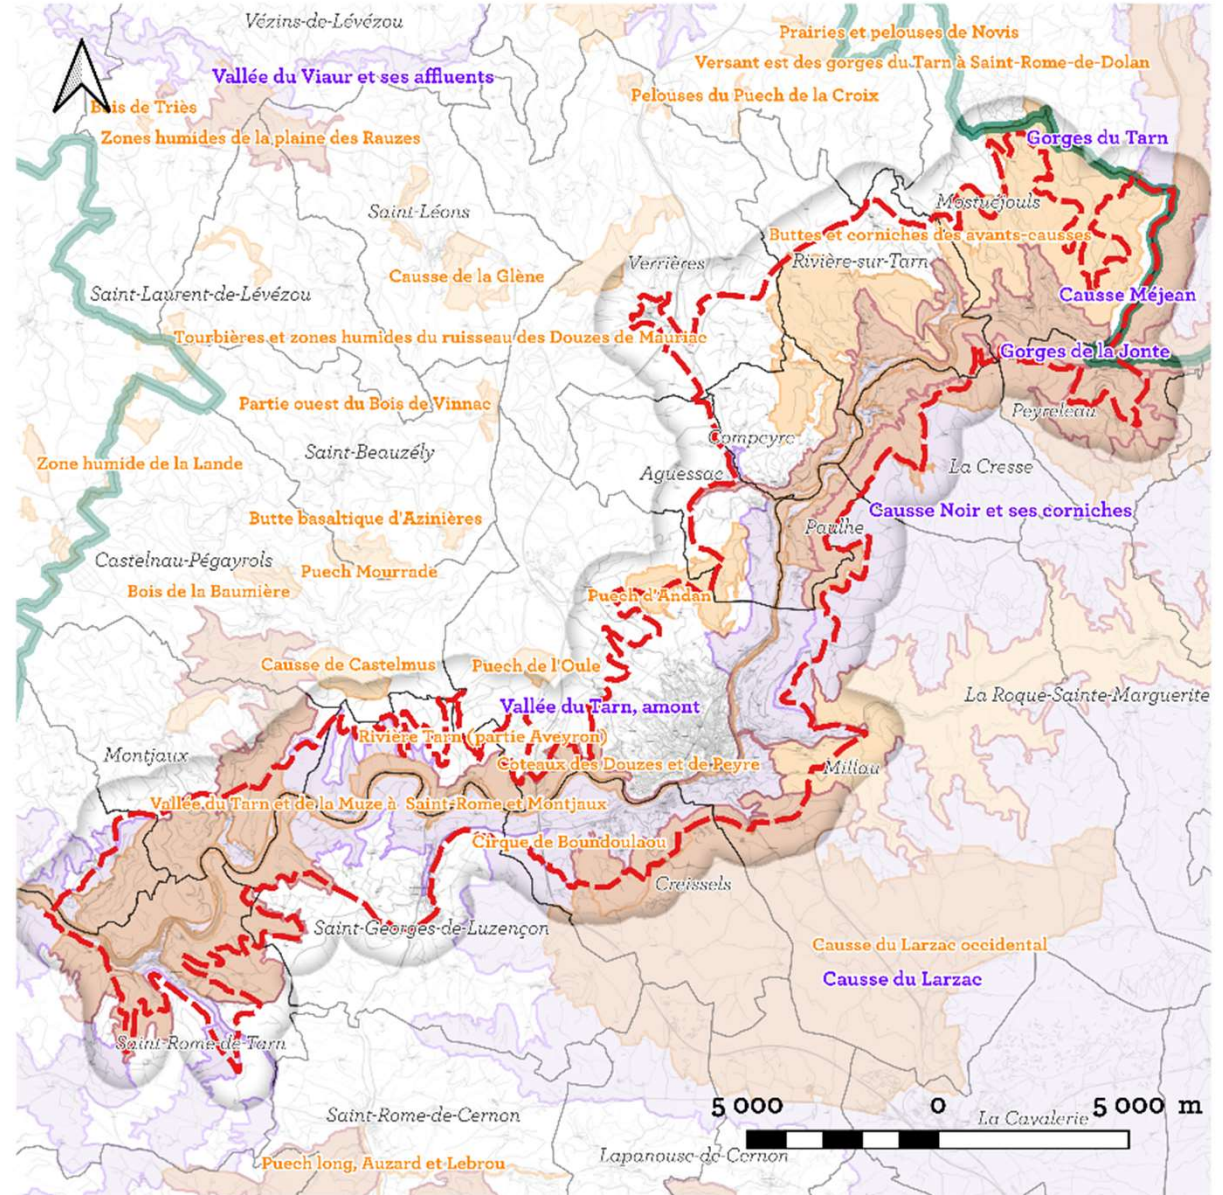 Vézins-de-Lévézou
Prairies et pelouses de Novis
Versant est des gorges du Tarn à Saint-Rome-de-Dolan
Vallée du Viaur et ses affluents
Pelouses du Puech de la Croix
Bois de Triès
Zones humides de la plaine des Rauzes
Gorges du Tarn
Mostuéjouls
Saint-Léons
Buttes et corniches des avants-causses
Verrières
Rivière-sur-Tarn
Causse de la Glène
Saint-Laurent-de-Lévézou
Causse Méjean
Tourbières et zones humides du ruisseau des Douzes de Mauriac
Gorges de la Jonte
Partie ouest du Bois de Vinnac
Peyreleau
Compeyre
Saint-Beauzély
Zone humide de la Lande
Aguessac
La Cresse
Causse Noir et ses corniches
Butte basaltique d'Azinières
Paulhe
Castelnau-Pégayrols
Puech Mourrade
Bois de la Baumière
Puech d'Andan
Causse de Castelmus
Puech de l'Oule
La Roque-Sainte-Marguerite
Vallée du Tarn, amont
Rivière Tarn (partie Aveyron)
Montjaux
Coteaux des Douzes et de Peyre
Millau
Vallée du Tarn et de la Muze à Saint-Rome et Montjaux
Cirque de Boundoulaou
Creissels
Saint-Georges-de-Luzençon
Causse du Larzac occidental
Causse du Larzac
Saint-Rome-de-Tarn
5 000 0 5 000 m
Saint-Rome-de-Cernon
La Cavalerie
Lapanouse-de-Cernon
Puech long, Auzard et Lebrou